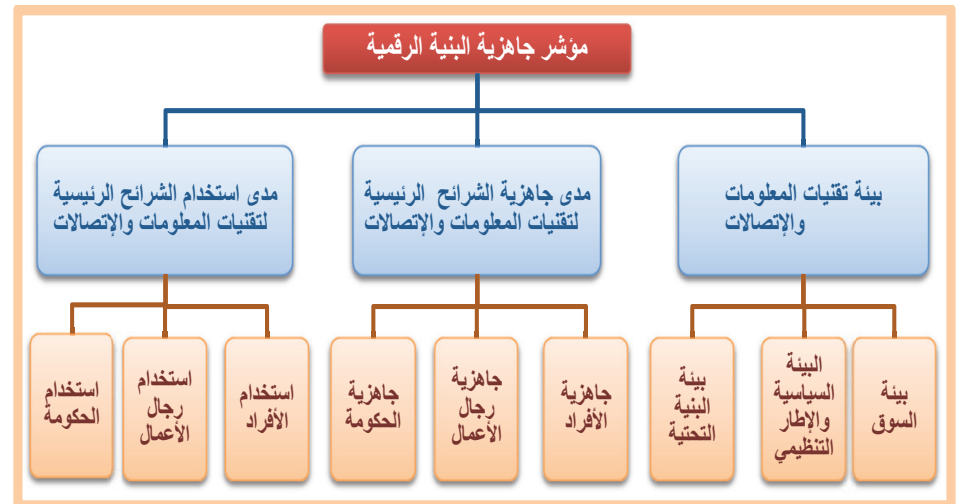 مؤشر جاهزية البنية الرقمية
بيئة تقنيات المعلومات
والإتصالات
مدى جاهزية الشرائح الرئيسية
لتقنيات المعلومات والإتصالات
مدى استخدام الشرائح الرئيسية
لتقنيات المعلومات والإتصالات
بيئة
السوق
البيئة
السياسية
والإطار
التنظيمي
بيئة
البنية
التحتية
جاهزية
الأفراد
جاهزية
رجال
الأعمال
جاهزية
الحكومة
استخدام
الأفراد
استخدام
رجال
الأعمال
استخدام
الحكومة